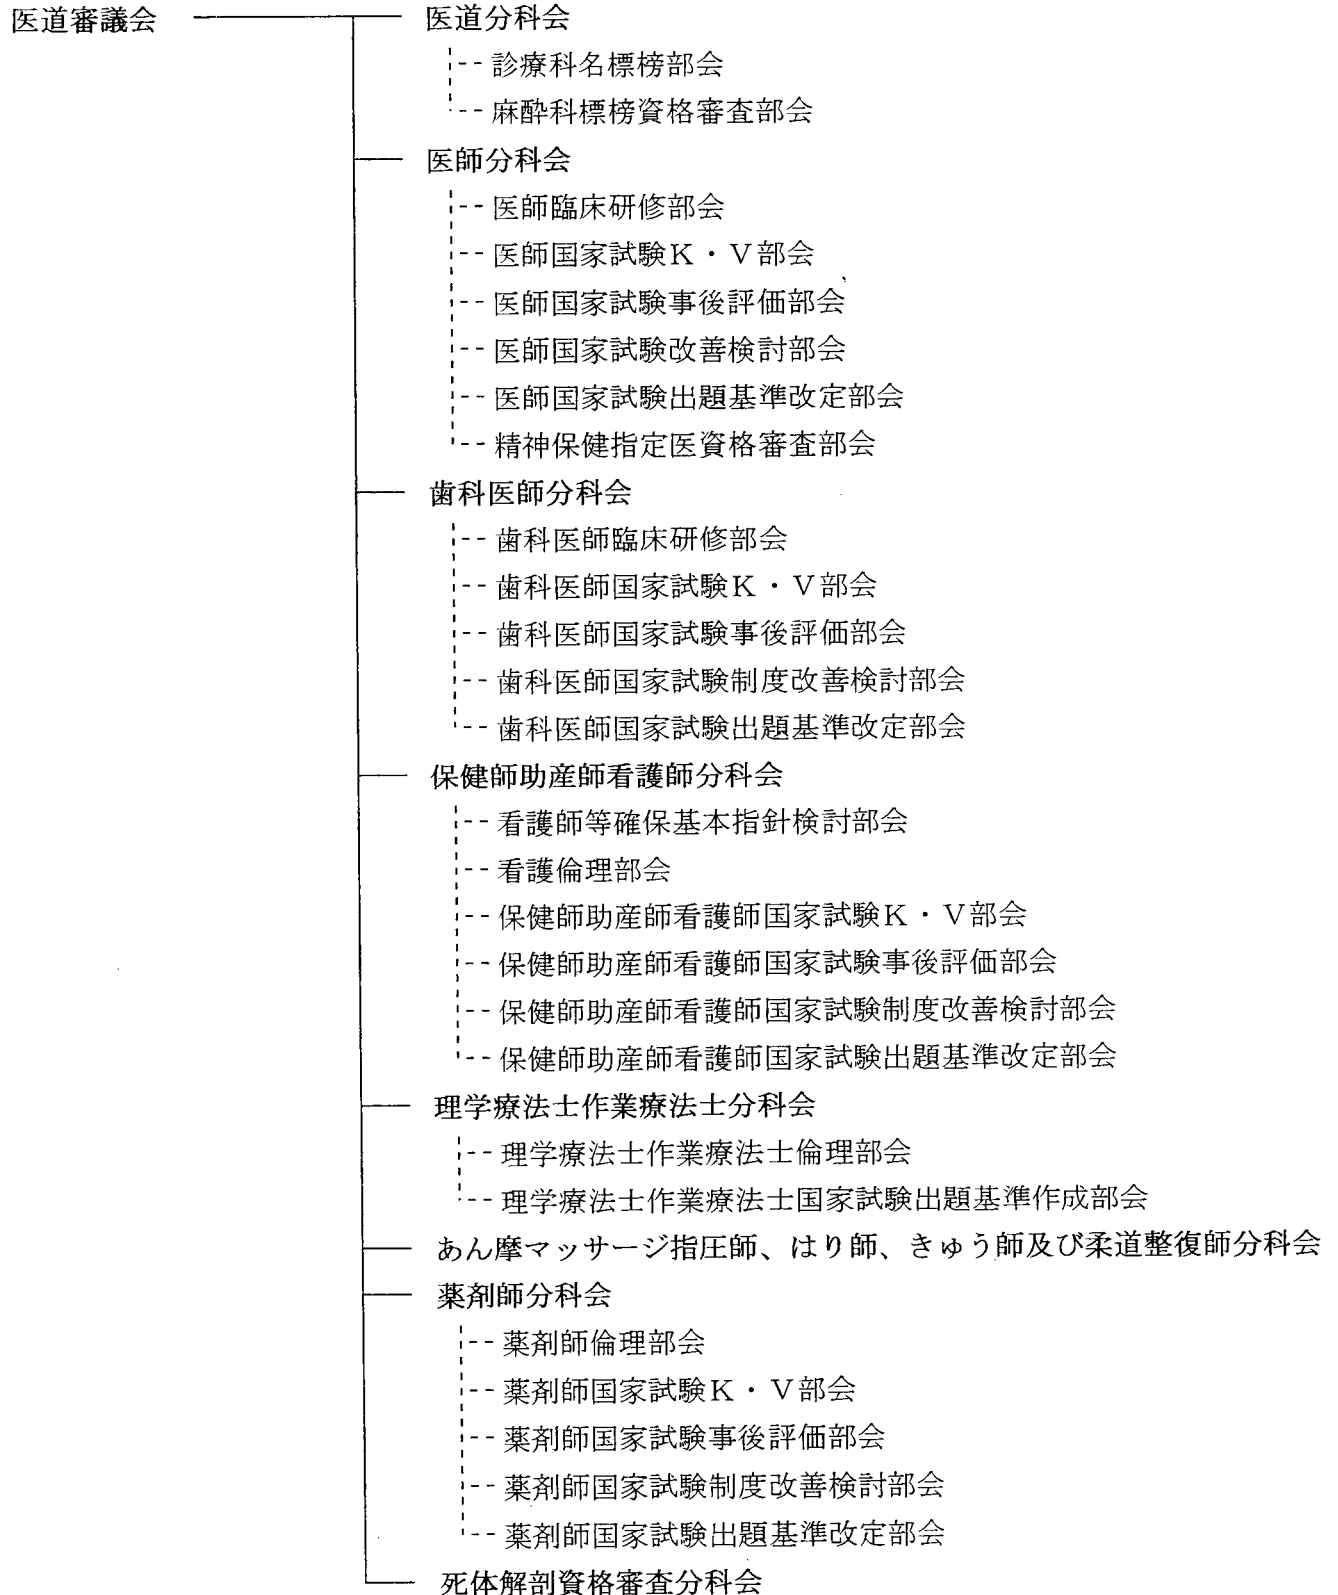 医道審議会 医道分科会
診療科名標榜部会
麻酔科標榜資格審査部会
医師分科会
医師臨床研修部会
医師国家試験K・V部会
医師国家試験事後評価部会
医師国家試験改善検討部会
医師国家試験出題基準改定部会
精神保健指定医資格審査部会
歯科医師分科会
歯科医師臨床研修部会
歯科医師国家試験K・V部会
歯科医師国家試験事後評価部会
歯科医師国家試験制度改善検討部会
歯科医師国家試験出題基準改定部会
保健師助産師看護師分科会
看護師等確保基本指針検討部会
看護倫理部会
保健師助産師看護師国家試験K・V部会
保健師助産師看護師国家試験事後評価部会
保健師助産師看護師国家試験制度改善検討部会
保健師助産師看護師国家試験出題基準改定部会
理学療法士作業療法士分科会
理学療法士作業療法士倫理部会
理学療法士作業療法士国家試験出題基準作成部会
あん摩マッサージ指圧師、はり師、きゅう師及び柔道整復師分科会
薬剤師分科会
薬剤師倫理部会
薬剤師国家試験K・V部会
薬剤師国家試験事後評価部会
薬剤師国家試験制度改善検討部会
薬剤師国家試験出題基準改定部会
死体解剖資格審査分科会